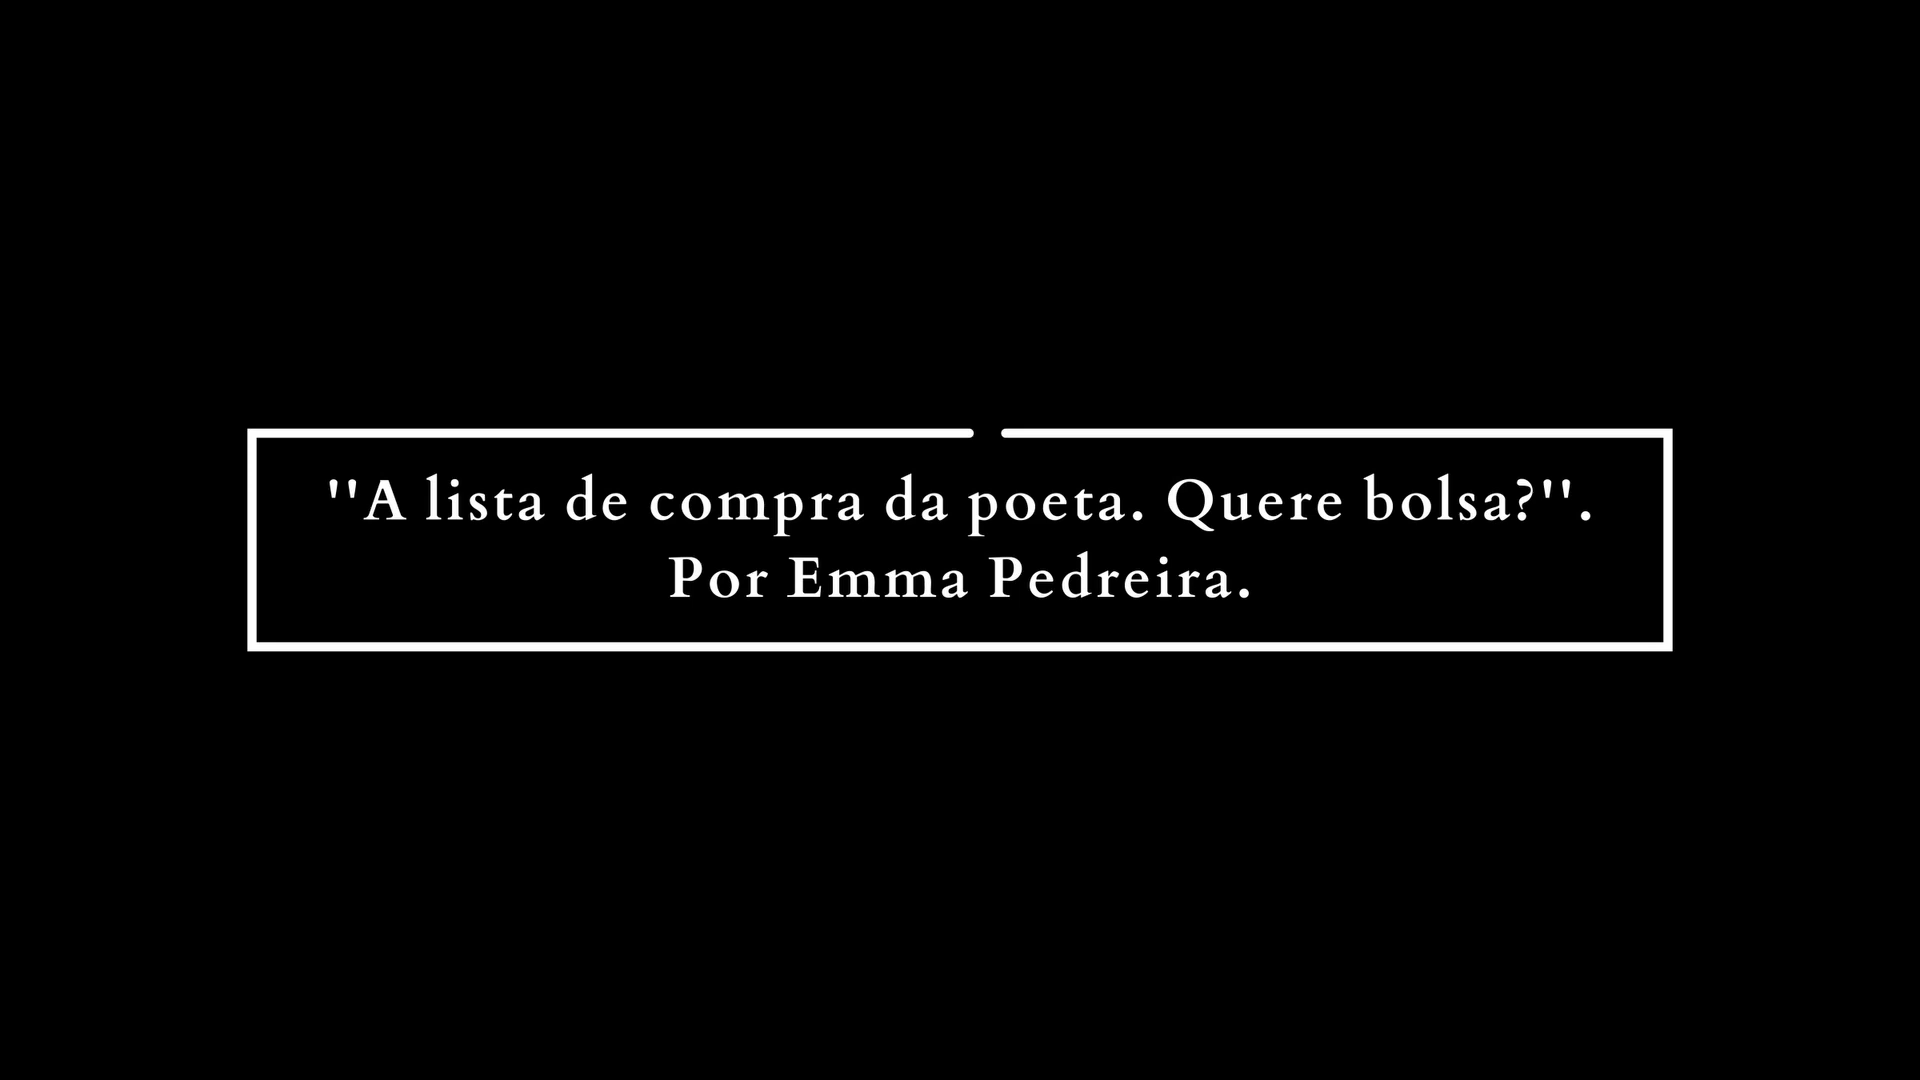 "A lista de compra da poeta. Quere bolsa?".
Por Emma Pedreira.